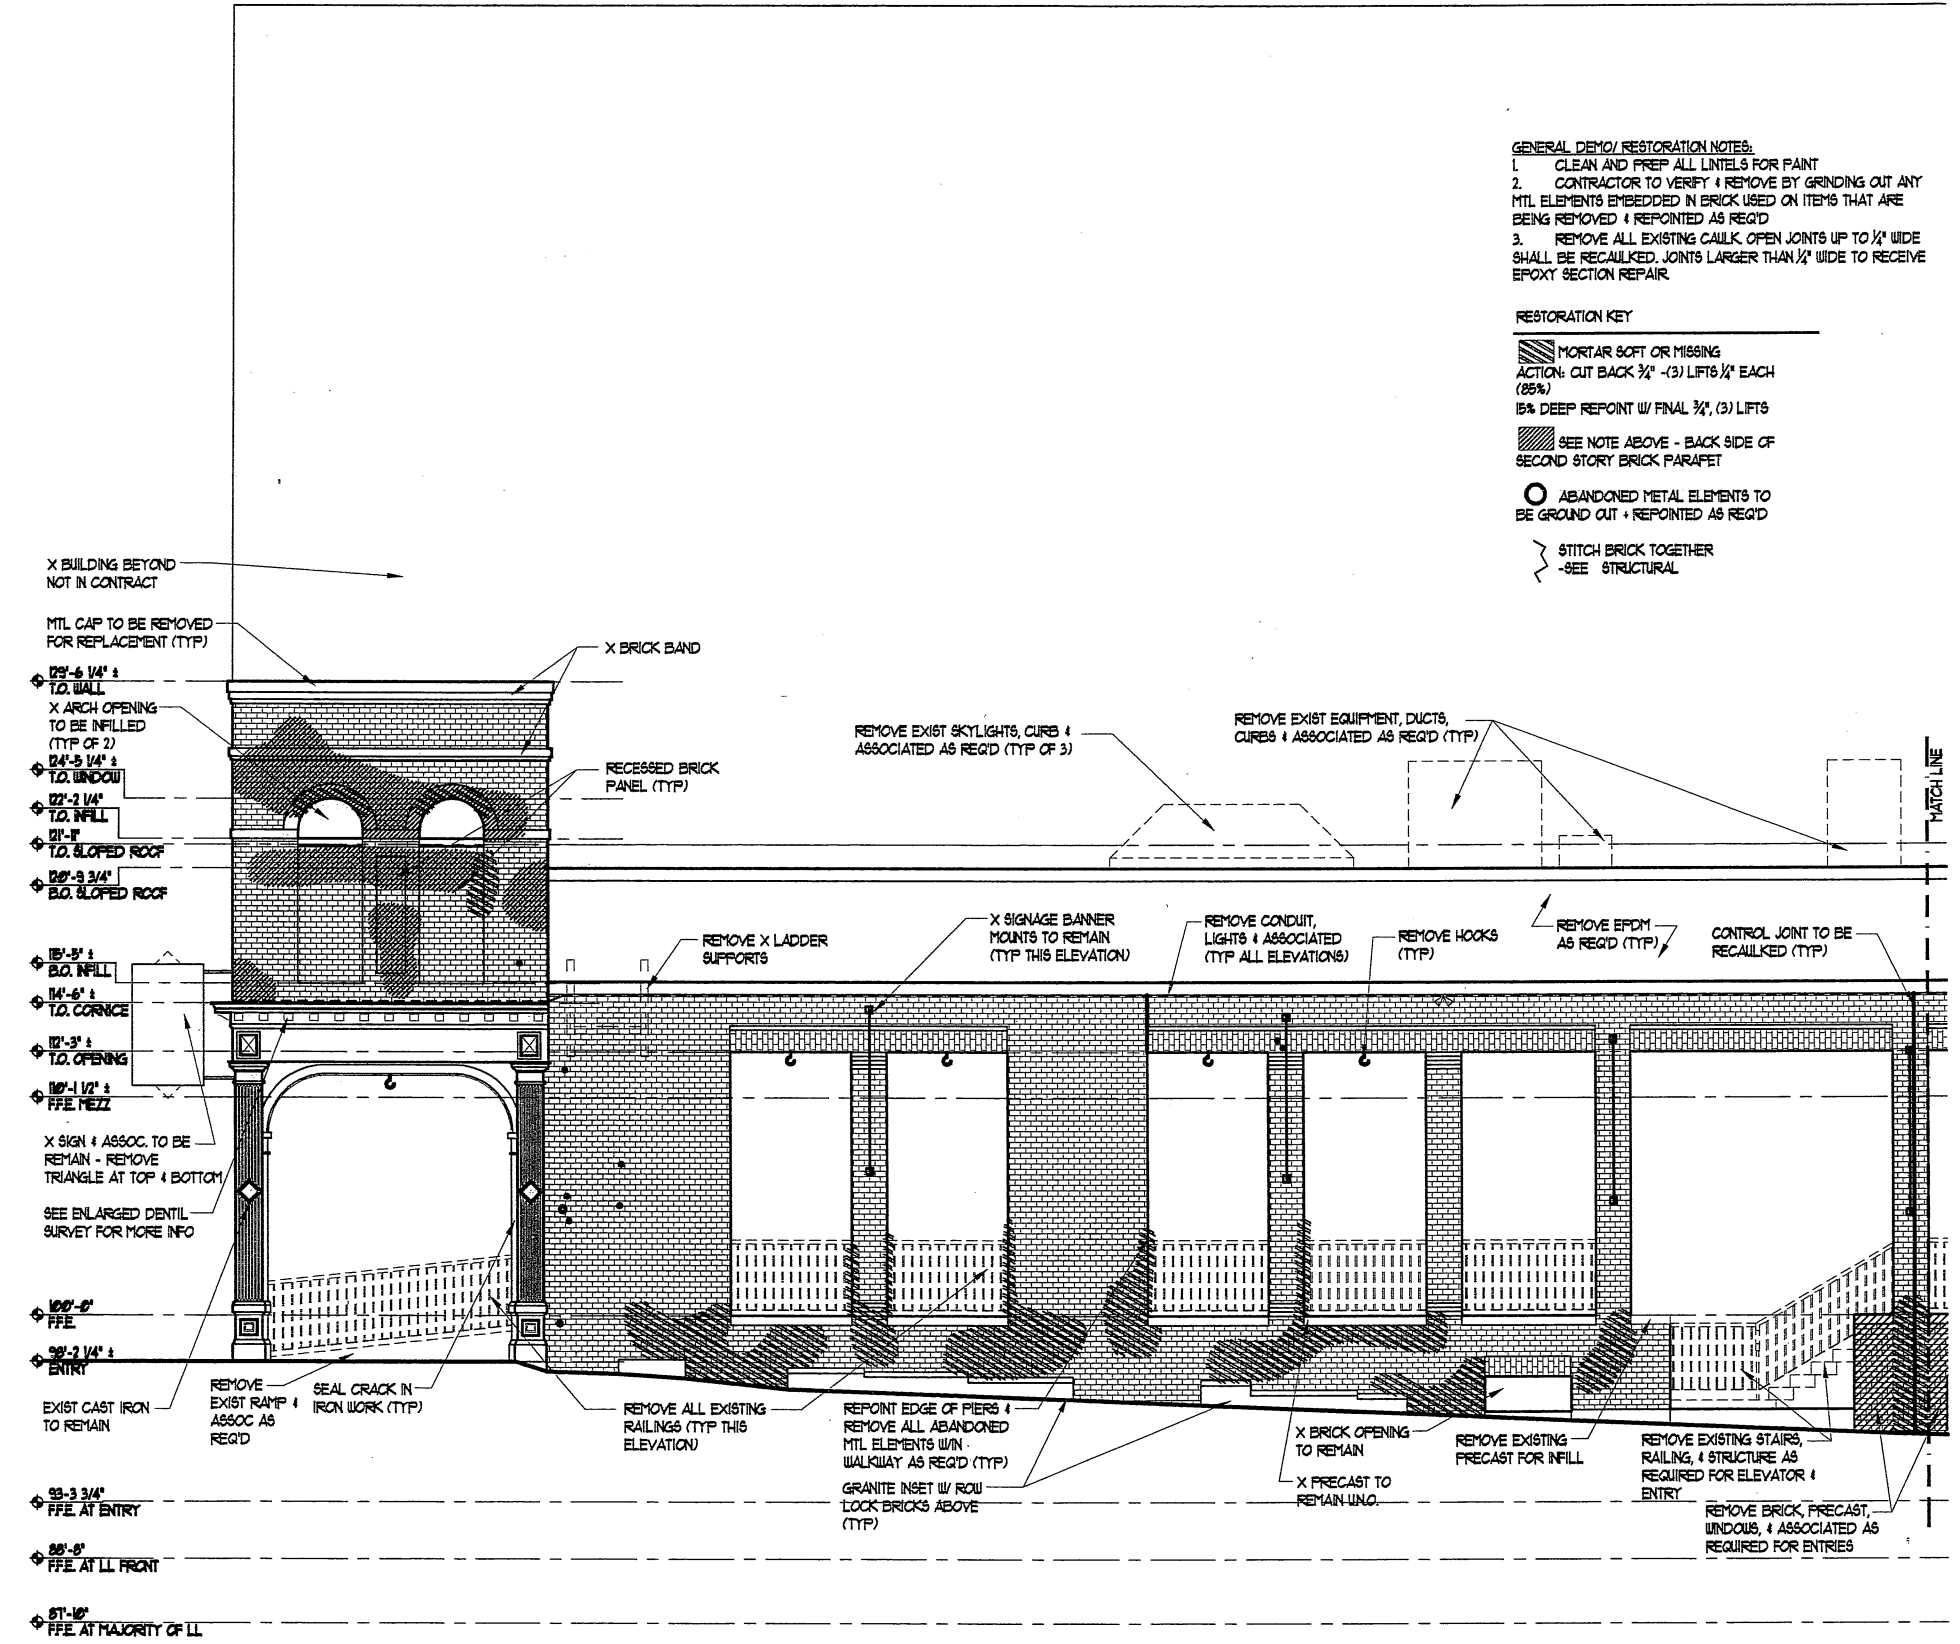 GENERAL DEMO/ RESTORATION NOTES:
1. CLEAN AND PREP ALL LINTELS FOR PAINT
2. CONTRACTOR TO VERIFY & REMOVE BY GRINDING OUT ANY
MTL ELEMENTS EMBEDDED IN BRICK USED ON ITEMS THAT ARE
BEING REMOVED & REPOINTED AS REQ'D
3. REMOVE ALL EXISTING CAULK. OPEN JOINTS UP TO 1/4" WIDE
SHALL BE RECAULKED. JOINTS LARGER THAN 1/4" WIDE TO RECEIVE
EPOXY SECTION REPAIR.
RESTORATION KEY
MORTAR SOFT OR MISSING
ACTION: CUT BACK 3/4" -(3) LIFTS 1/4" EACH
(85%)
15% DEEP REPOINT W/ FINAL 3/4", (3) LIFTS
SEE NOTE ABOVE - BACK SIDE OF
SECOND STORY BRICK PARAPET
ABANDONED METAL ELEMENTS TO
BE GROUND OUT + REPOINTED AS REQ'D
STITCH BRICK TOGETHER
-SEE STRUCTURAL
X BUILDING BEYOND
NOT IN CONTRACT
MTL CAP TO BE REMOVED
FOR REPLACEMENT (TYP)
X BRICK BAND
129'-6 1/4" ±
T.O. WALL
X ARCH OPENING
TO BE INFILLED
(TYP OF 2)
124'-5 1/4" ±
T.O. WINDOW
122'-2 1/4"
T.O. INFILL
121'-11"
T.O. SLOPED ROOF
120'-9 3/4"
B.O. SLOPED ROOF
RECESSED BRICK
PANEL (TYP)
REMOVE EXIST SKYLIGHTS, CURB &
ASSOCIATED AS REQ'D (TYP OF 3)
REMOVE EXIST EQUIPMENT, DUCTS,
CURBS & ASSOCIATED AS REQ'D (TYP)
MATCH LINE
REMOVE X LADDER
SUPPORTS
X SIGNAGE BANNER
MOUNTS TO REMAIN
(TYP THIS ELEVATION)
REMOVE CONDUIT,
LIGHTS & ASSOCIATED
(TYP ALL ELEVATIONS)
REMOVE HOOKS
(TYP)
REMOVE EPDM
AS REQ'D (TYP)
CONTROL JOINT TO BE
RECAULKED (TYP)
115'-5" ±
B.O. INFILL
114'-6" ±
T.O. CORNICE
112'-3" ±
T.O. OPENING
110'-1 1/2" ±
F.F.E. MEZZ
X SIGN & ASSOC. TO BE
REMAIN - REMOVE
TRIANGLE AT TOP & BOTTOM
SEE ENLARGED DENTIL
SURVEY FOR MORE INFO
100'-0"
F.F.E.
98'-2 1/4" ±
ENTRY
EXIST CAST IRON
TO REMAIN
REMOVE
EXIST RAMP &
ASSOC AS
REQ'D
SEAL CRACK IN
IRON WORK (TYP)
REMOVE ALL EXISTING
RAILINGS (TYP THIS
ELEVATION)
REPOINT EDGE OF PIERS &
REMOVE ALL ABANDONED
MTL ELEMENTS W/IN
WALKWAY AS REQ'D (TYP)
GRANITE INSET W/ ROW
LOCK BRICKS ABOVE
(TYP)
X BRICK OPENING
TO REMAIN
X PRECAST TO
REMAIN U.N.O.
REMOVE EXISTING
PRECAST FOR INFILL
REMOVE EXISTING STAIRS,
RAILING, & STRUCTURE AS
REQUIRED FOR ELEVATOR &
ENTRY
REMOVE BRICK, PRECAST,
WINDOWS, & ASSOCIATED AS
REQUIRED FOR ENTRIES
93-3 3/4"
F.F.E. AT ENTRY
88'-8"
F.F.E. AT LL FRONT
87'-10"
F.F.E. AT MAJORITY OF LL